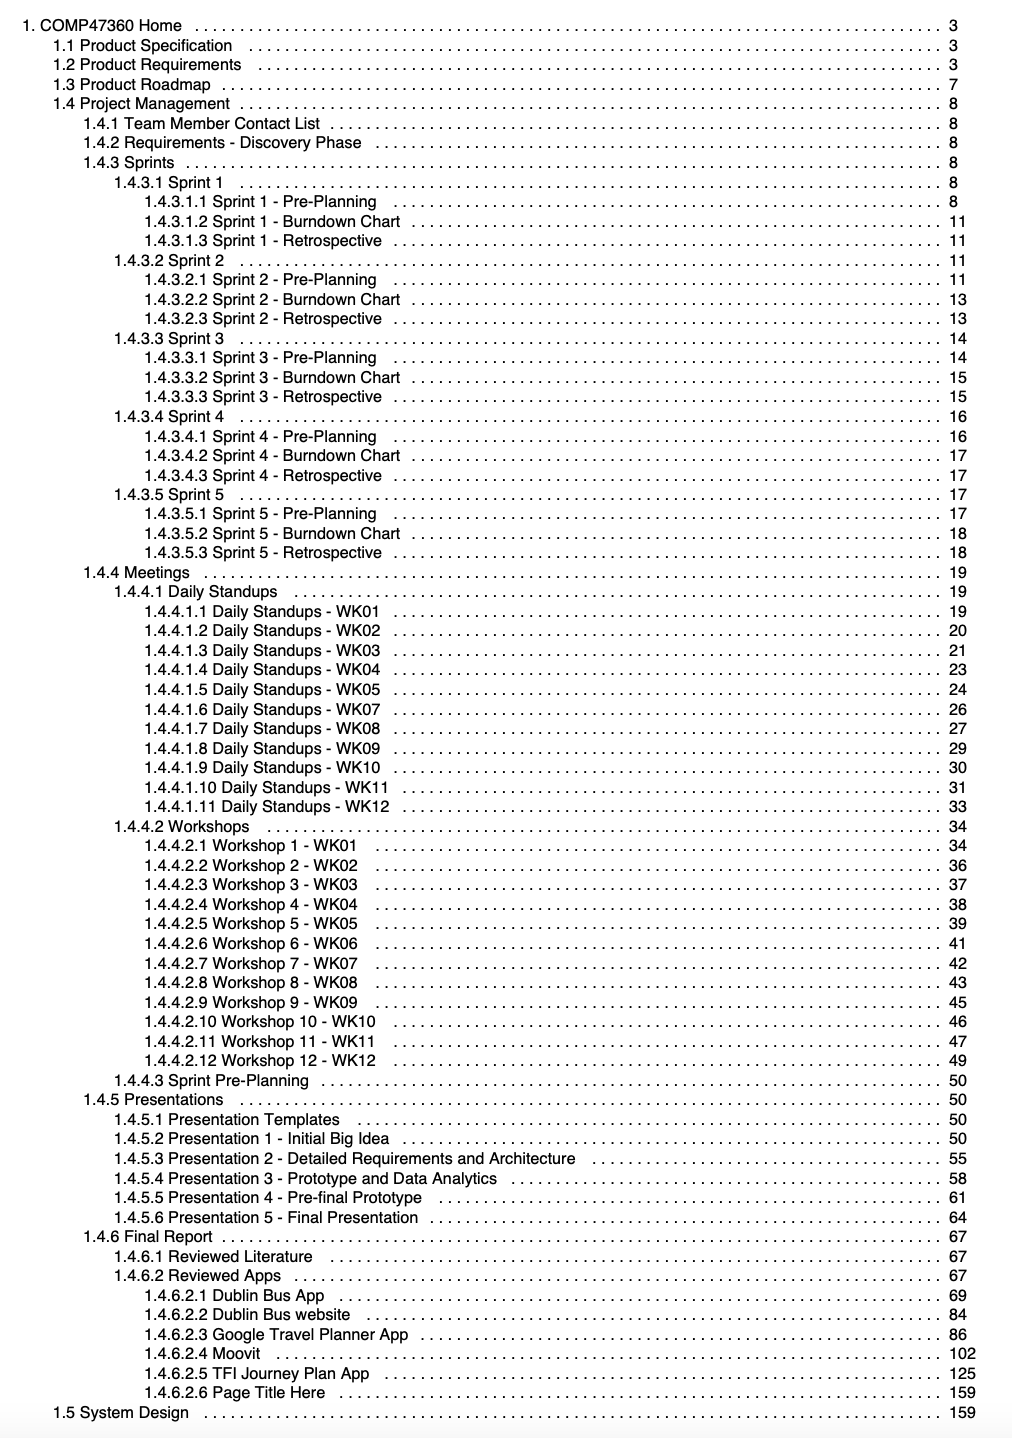 1. COMP47360 Home . . . . . . . . . . . . . . . . . . . . 3
1.1 Product Specification . . . . . . . . . . . . . . . . . . . . 3
1.2 Product Requirements . . . . . . . . . . . . . . . . . . . . 3
1.3 Product Roadmap . . . . . . . . . . . . . . . . . . . . 7
1.4 Project Management . . . . . . . . . . . . . . . . . . . . 8
1.4.1 Team Member Contact List . . . . . . . . . . . . . . . . . . . . 8
1.4.2 Requirements - Discovery Phase . . . . . . . . . . . . . . . . . . . . 8
1.4.3 Sprints . . . . . . . . . . . . . . . . . . . . 8
1.4.3.1 Sprint 1 . . . . . . . . . . . . . . . . . . . . 8
1.4.3.1.1 Sprint 1 - Pre-Planning . . . . . . . . . . . . . . . . . . . . 8
1.4.3.1.2 Sprint 1 - Burndown Chart . . . . . . . . . . . . . . . . . . . . 11
1.4.3.1.3 Sprint 1 - Retrospective . . . . . . . . . . . . . . . . . . . . 11
1.4.3.2 Sprint 2 . . . . . . . . . . . . . . . . . . . . 11
1.4.3.2.1 Sprint 2 - Pre-Planning . . . . . . . . . . . . . . . . . . . . 11
1.4.3.2.2 Sprint 2 - Burndown Chart . . . . . . . . . . . . . . . . . . . . 13
1.4.3.2.3 Sprint 2 - Retrospective . . . . . . . . . . . . . . . . . . . . 13
1.4.3.3 Sprint 3 . . . . . . . . . . . . . . . . . . . . 14
1.4.3.3.1 Sprint 3 - Pre-Planning . . . . . . . . . . . . . . . . . . . . 14
1.4.3.3.2 Sprint 3 - Burndown Chart . . . . . . . . . . . . . . . . . . . . 15
1.4.3.3.3 Sprint 3 - Retrospective . . . . . . . . . . . . . . . . . . . . 15
1.4.3.4 Sprint 4 . . . . . . . . . . . . . . . . . . . . 16
1.4.3.4.1 Sprint 4 - Pre-Planning . . . . . . . . . . . . . . . . . . . . 16
1.4.3.4.2 Sprint 4 - Burndown Chart . . . . . . . . . . . . . . . . . . . . 17
1.4.3.4.3 Sprint 4 - Retrospective . . . . . . . . . . . . . . . . . . . . 17
1.4.3.5 Sprint 5 . . . . . . . . . . . . . . . . . . . . 17
1.4.3.5.1 Sprint 5 - Pre-Planning . . . . . . . . . . . . . . . . . . . . 17
1.4.3.5.2 Sprint 5 - Burndown Chart . . . . . . . . . . . . . . . . . . . . 18
1.4.3.5.3 Sprint 5 - Retrospective . . . . . . . . . . . . . . . . . . . . 18
1.4.4 Meetings . . . . . . . . . . . . . . . . . . . . 19
1.4.4.1 Daily Standups . . . . . . . . . . . . . . . . . . . . 19
1.4.4.1.1 Daily Standups - WK01 . . . . . . . . . . . . . . . . . . . . 19
1.4.4.1.2 Daily Standups - WK02 . . . . . . . . . . . . . . . . . . . . 20
1.4.4.1.3 Daily Standups - WK03 . . . . . . . . . . . . . . . . . . . . 21
1.4.4.1.4 Daily Standups - WK04 . . . . . . . . . . . . . . . . . . . . 23
1.4.4.1.5 Daily Standups - WK05 . . . . . . . . . . . . . . . . . . . . 24
1.4.4.1.6 Daily Standups - WK07 . . . . . . . . . . . . . . . . . . . . 26
1.4.4.1.7 Daily Standups - WK08 . . . . . . . . . . . . . . . . . . . . 27
1.4.4.1.8 Daily Standups - WK09 . . . . . . . . . . . . . . . . . . . . 29
1.4.4.1.9 Daily Standups - WK10 . . . . . . . . . . . . . . . . . . . . 30
1.4.4.1.10 Daily Standups - WK11 . . . . . . . . . . . . . . . . . . . . 31
1.4.4.1.11 Daily Standups - WK12 . . . . . . . . . . . . . . . . . . . . 33
1.4.4.2 Workshops . . . . . . . . . . . . . . . . . . . . 34
1.4.4.2.1 Workshop 1 - WK01 . . . . . . . . . . . . . . . . . . . . 34
1.4.4.2.2 Workshop 2 - WK02 . . . . . . . . . . . . . . . . . . . . 36
1.4.4.2.3 Workshop 3 - WK03 . . . . . . . . . . . . . . . . . . . . 37
1.4.4.2.4 Workshop 4 - WK04 . . . . . . . . . . . . . . . . . . . . 38
1.4.4.2.5 Workshop 5 - WK05 . . . . . . . . . . . . . . . . . . . . 39
1.4.4.2.6 Workshop 6 - WK06 . . . . . . . . . . . . . . . . . . . . 41
1.4.4.2.7 Workshop 7 - WK07 . . . . . . . . . . . . . . . . . . . . 42
1.4.4.2.8 Workshop 8 - WK08 . . . . . . . . . . . . . . . . . . . . 43
1.4.4.2.9 Workshop 9 - WK09 . . . . . . . . . . . . . . . . . . . . 45
1.4.4.2.10 Workshop 10 - WK10 . . . . . . . . . . . . . . . . . . . . 46
1.4.4.2.11 Workshop 11 - WK11 . . . . . . . . . . . . . . . . . . . . 47
1.4.4.2.12 Workshop 12 - WK12 . . . . . . . . . . . . . . . . . . . . 49
1.4.4.3 Sprint Pre-Planning . . . . . . . . . . . . . . . . . . . . 50
1.4.5 Presentations . . . . . . . . . . . . . . . . . . . . 50
1.4.5.1 Presentation Templates . . . . . . . . . . . . . . . . . . . . 50
1.4.5.2 Presentation 1 - Initial Big Idea . . . . . . . . . . . . . . . . . . . . 50
1.4.5.3 Presentation 2 - Detailed Requirements and Architecture . . . . . . . . . . . . . . . . . . . . 55
1.4.5.4 Presentation 3 - Prototype and Data Analytics . . . . . . . . . . . . . . . . . . . . 58
1.4.5.5 Presentation 4 - Pre-final Prototype . . . . . . . . . . . . . . . . . . . . 61
1.4.5.6 Presentation 5 - Final Presentation . . . . . . . . . . . . . . . . . . . . 64
1.4.6 Final Report . . . . . . . . . . . . . . . . . . . . 67
1.4.6.1 Reviewed Literature . . . . . . . . . . . . . . . . . . . . 67
1.4.6.2 Reviewed Apps . . . . . . . . . . . . . . . . . . . . 67
1.4.6.2.1 Dublin Bus App . . . . . . . . . . . . . . . . . . . . 69
1.4.6.2.2 Dublin Bus website . . . . . . . . . . . . . . . . . . . . 84
1.4.6.2.3 Google Travel Planner App . . . . . . . . . . . . . . . . . . . . 86
1.4.6.2.4 Moovit . . . . . . . . . . . . . . . . . . . . 102
1.4.6.2.5 TFI Journey Plan App . . . . . . . . . . . . . . . . . . . . 125
1.4.6.2.6 Page Title Here . . . . . . . . . . . . . . . . . . . . 159
1.5 System Design . . . . . . . . . . . . . . . . . . . . 159